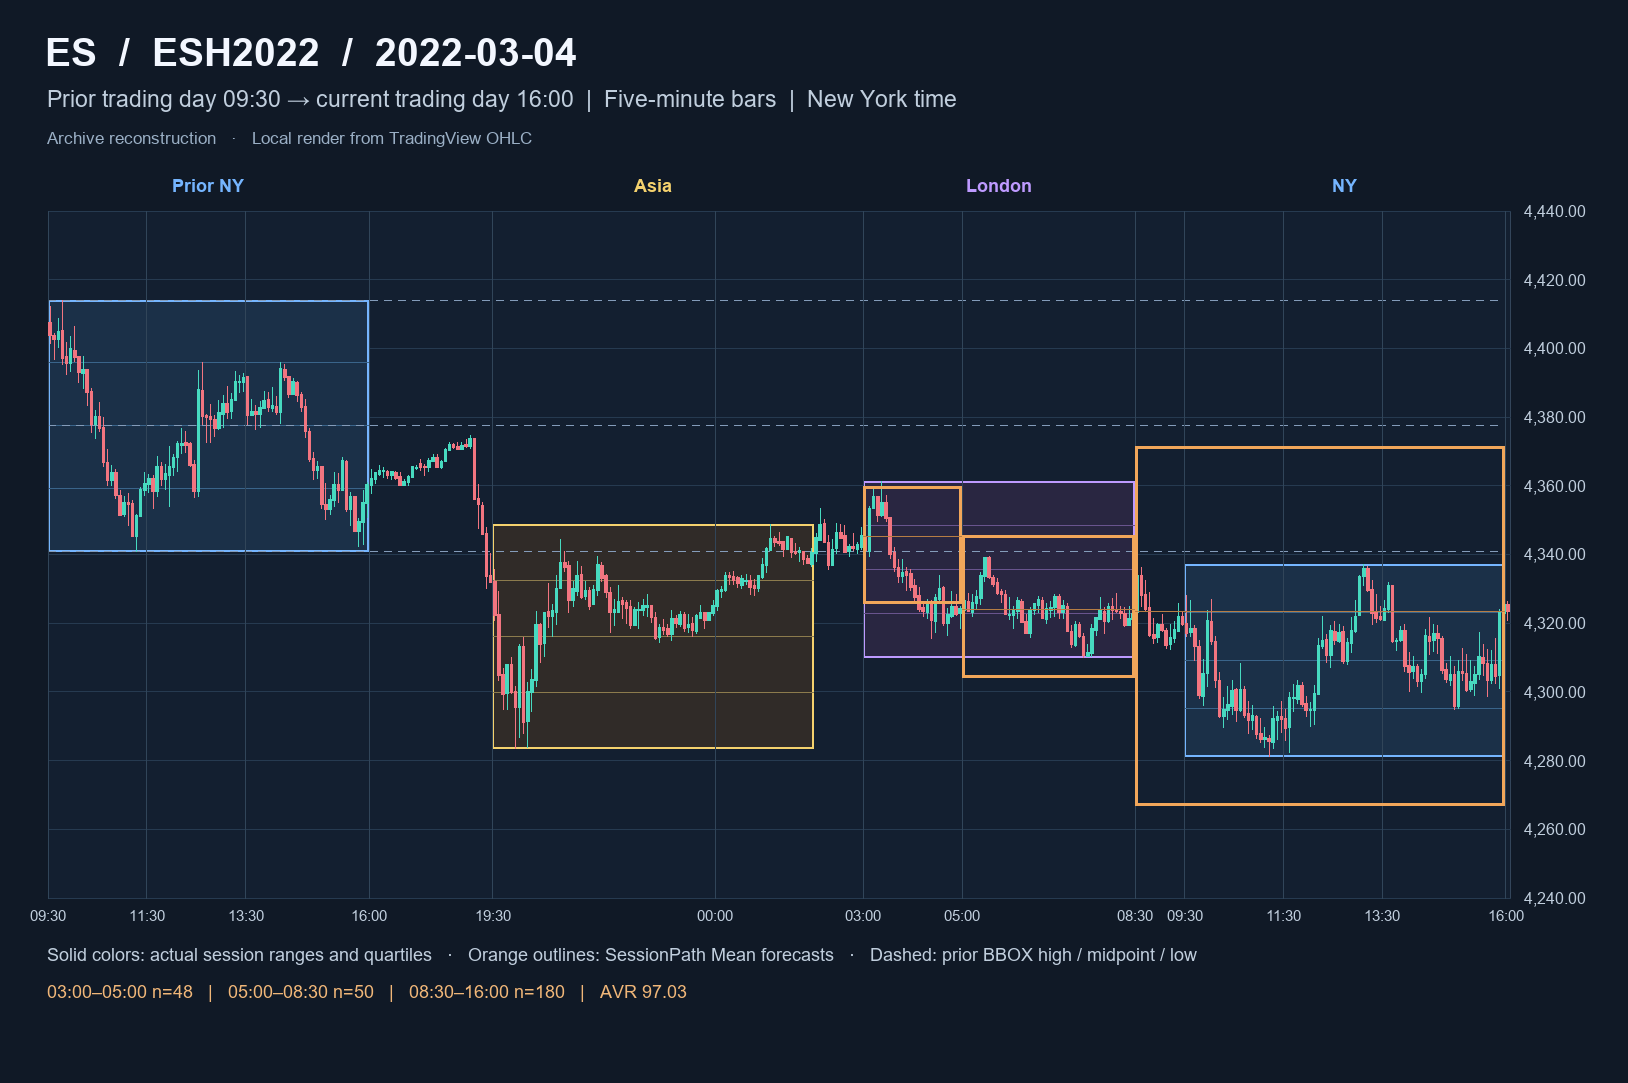 ES / ESH2022 / 2022-03-04
Prior trading day 09:30 → current trading day 16:00 | Five-minute bars | New York time
Archive reconstruction · Local render from TradingView OHLC
Prior NY Asia London NY
4,440.00
4,420.00
4,400.00
4,380.00
4,360.00
4,340.00
4,320.00
4,300.00
4,280.00
4,260.00
4,240.00
09:30 11:30 13:30 16:00 19:30 00:00 03:00 05:00 08:30 09:30 11:30 13:30 16:00
Solid colors: actual session ranges and quartiles · Orange outlines: SessionPath Mean forecasts · Dashed: prior BBOX high / midpoint / low
03:00–05:00 n=48 | 05:00–08:30 n=50 | 08:30–16:00 n=180 | AVR 97.03